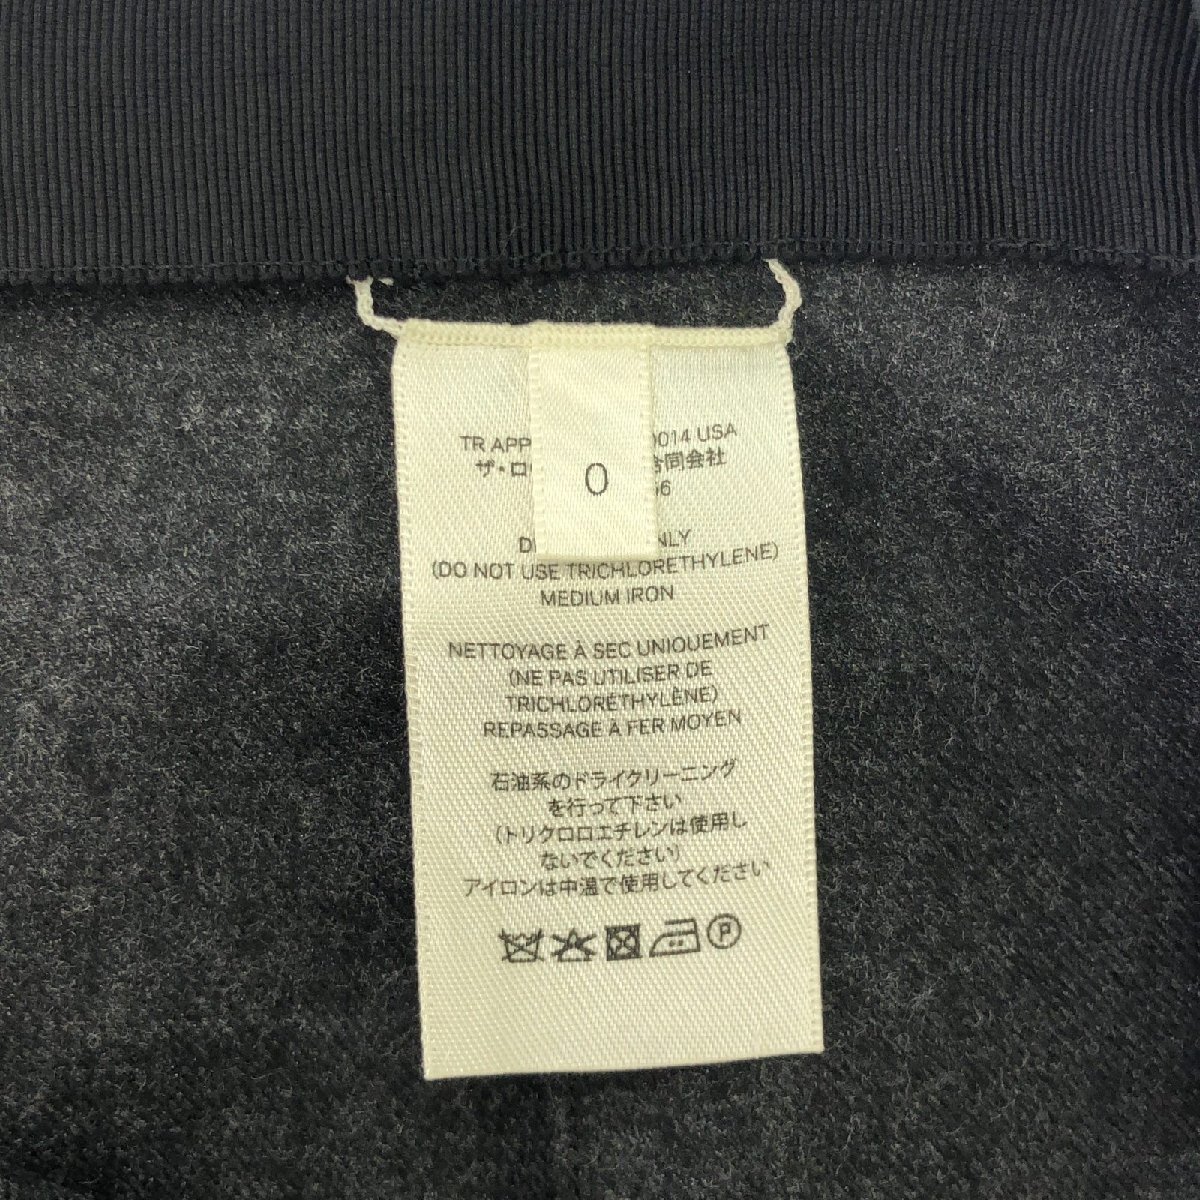 TR APP 0014 USA
ザ・ロ 合同会社
0
56
NLY
(DO NOT USE TRICHLORETHYLENE)
MEDIUM IRON
NETTOYAGE À SEC UNIQUEMENT
(NE PAS UTILISER DE
TRICHLORÉTHYLÈNE)
REPASSAGE À FER MOYEN
石油系のドライクリーニング
を行って下さい
(トリクロロエチレンは使用し
ないでください)
アイロンは中温で使用してください
P